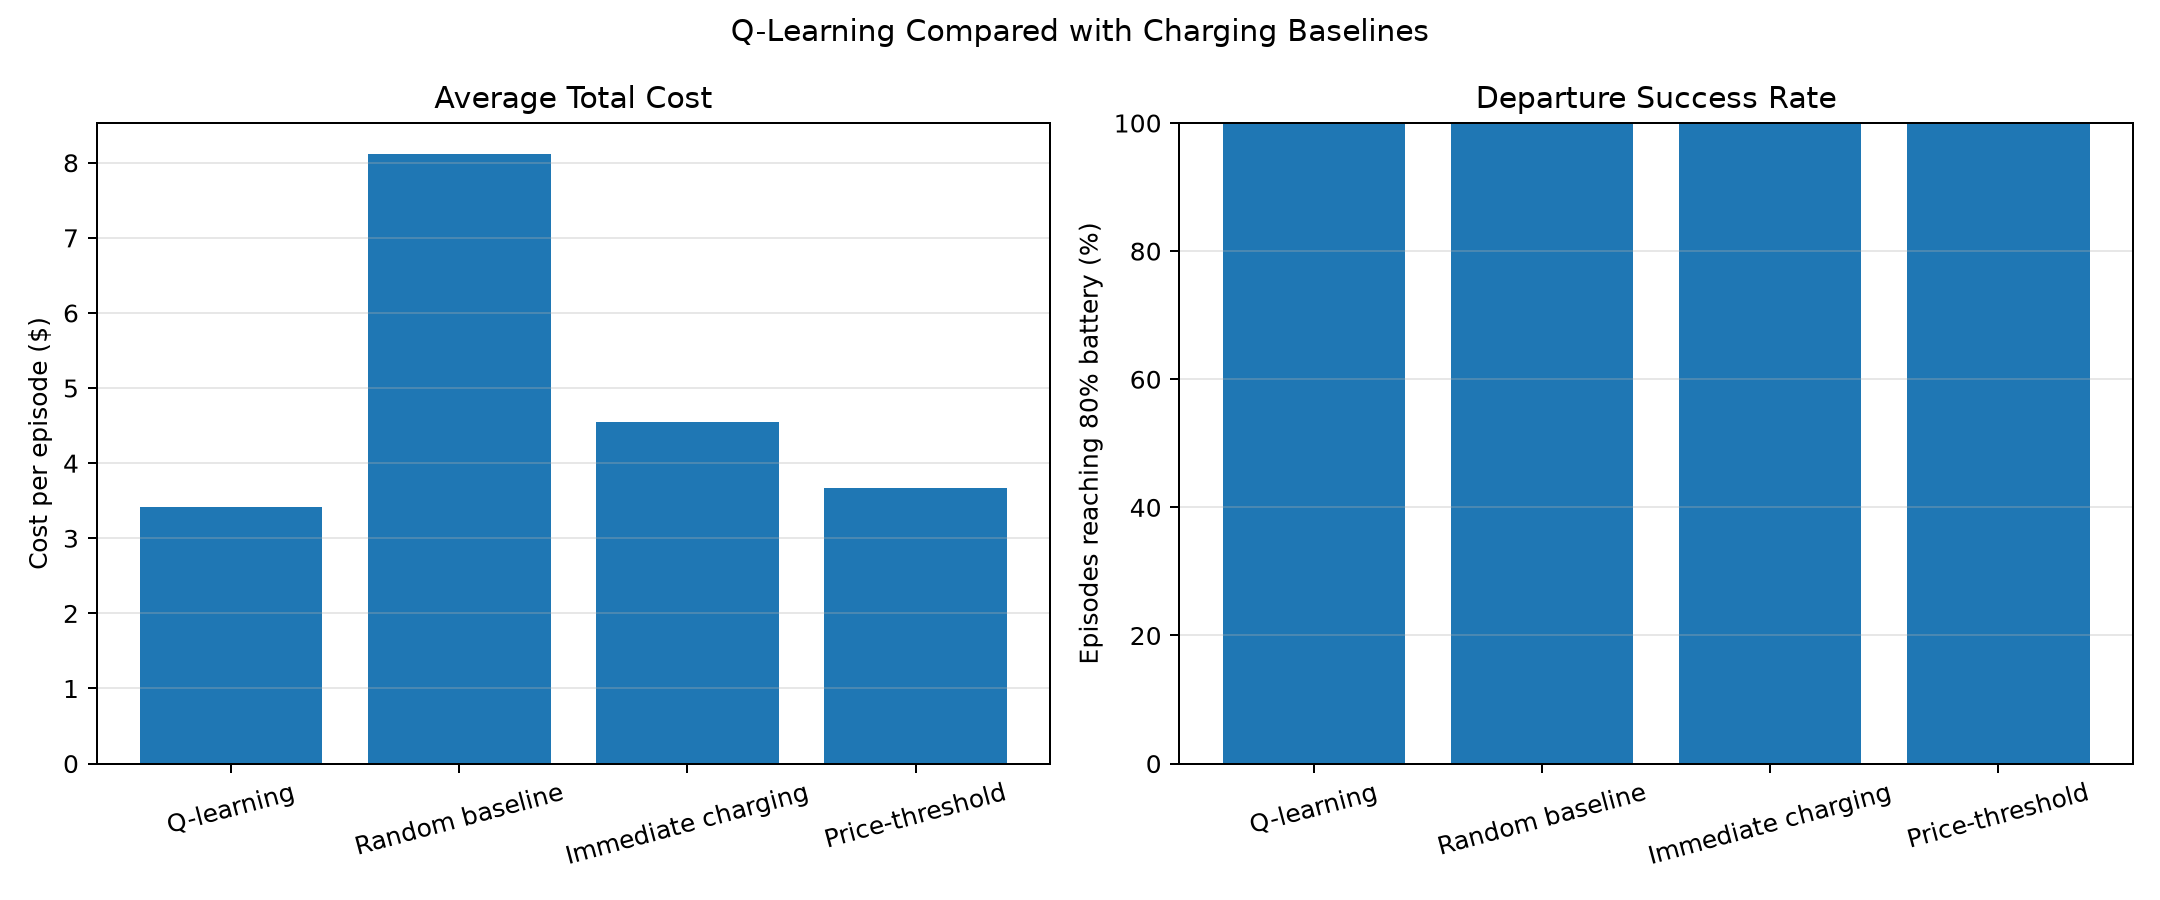 Q-Learning Compared with Charging Baselines
Average Total Cost
Cost per episode ($)
8
7
6
5
4
3
2
1
0
Q-learning
Random baseline
Immediate charging
Price-threshold
Departure Success Rate
Episodes reaching 80% battery (%)
100
80
60
40
20
0
Q-learning
Random baseline
Immediate charging
Price-threshold